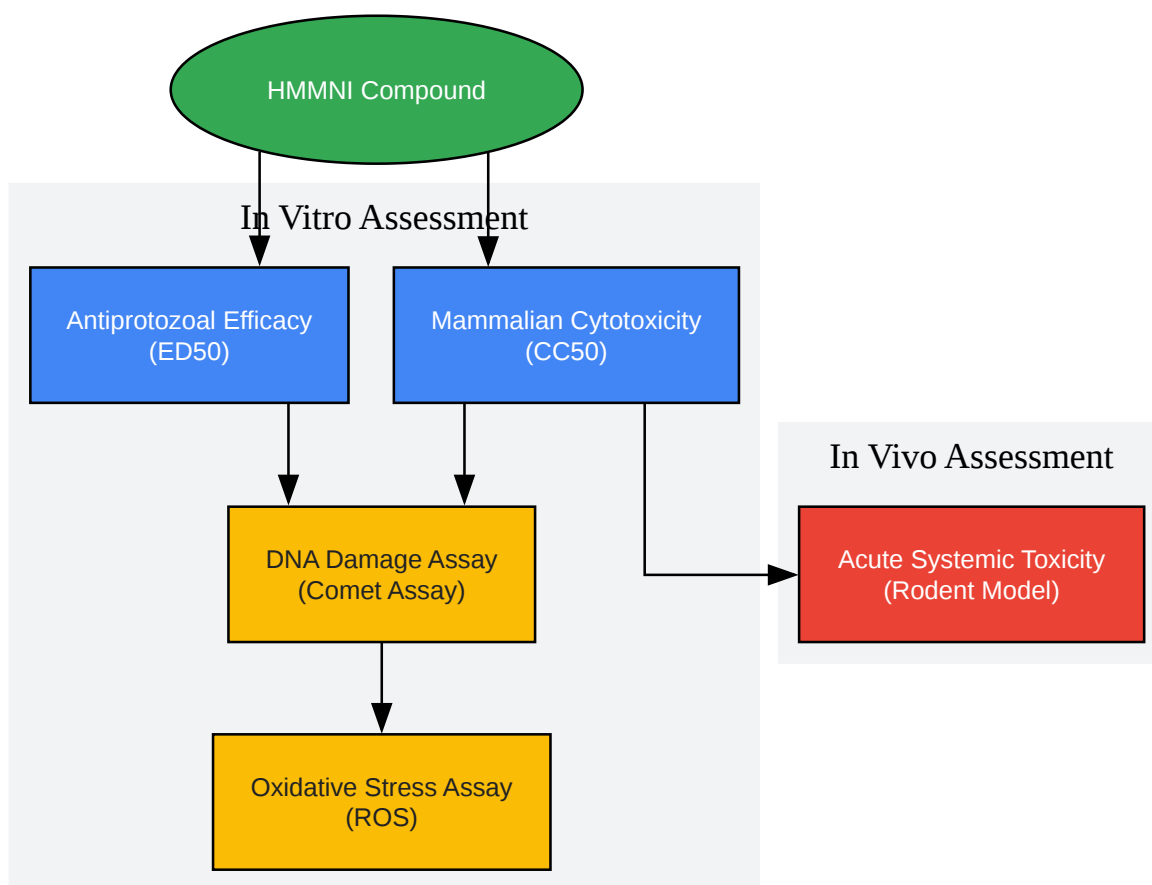 HMMNI Compound
In Vitro Assessment
Antiprotozoal Efficacy
(ED50)
Mammalian Cytotoxicity
(CC50)
In Vivo Assessment
DNA Damage Assay
(Comet Assay)
Acute Systemic Toxicity
(Rodent Model)
Oxidative Stress Assay
(ROS)